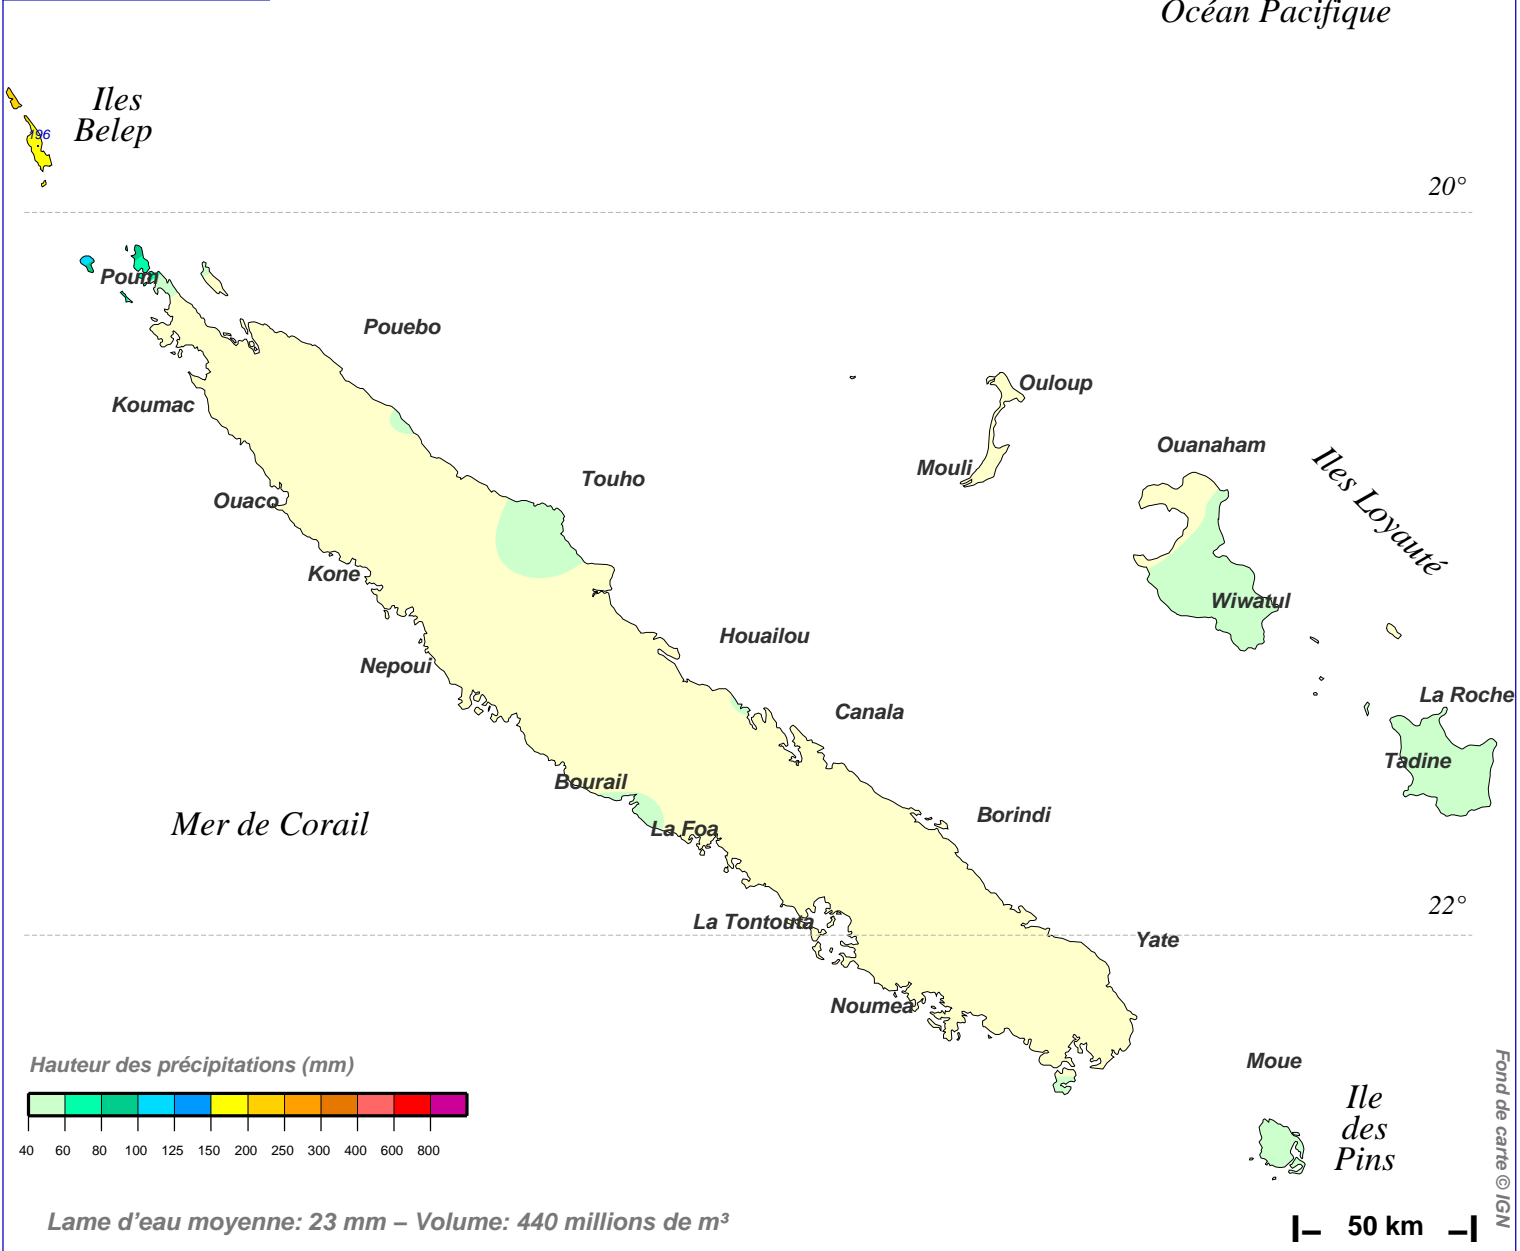 Océan Pacifique
Iles
Belep
196
20°
Poum
Pouebo
Koumac
Ouloup
Ouanaham
Mouli
Iles Loyauté
Touho
Ouaco
Kone
Wiwatul
Houailou
Nepoui
La Roche
Canala
Tadine
Bourail
Mer de Corail
La Foa
Borindi
22°
La Tontouta
Yate
Noumea
Moue
Ile
des
Pins
Hauteur des précipitations (mm)
40 60 80 100 125 150 200 250 300 400 600 800
Lame d'eau moyenne: 23 mm – Volume: 440 millions de m³
50 km
Fond de carte © IGN